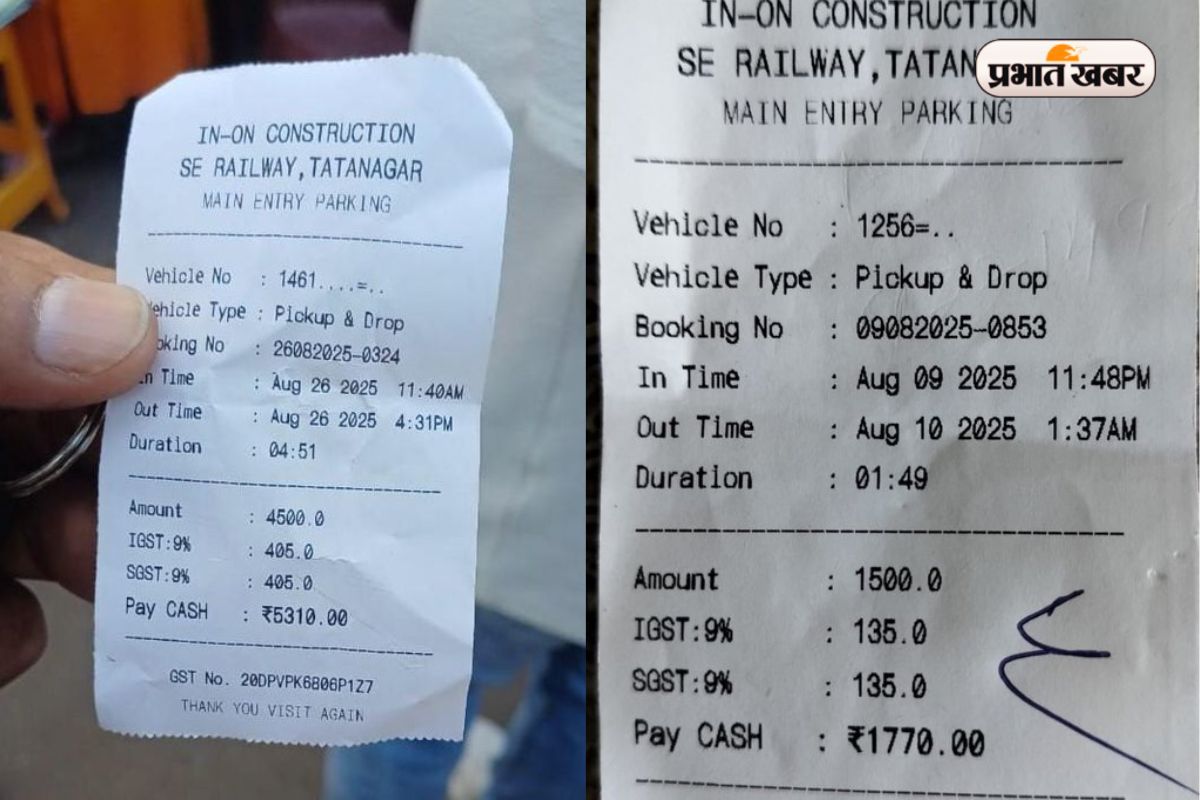 IN-ON CONSTRUCTION
SE RAILWAY,TATANAGAR
MAIN ENTRY PARKING
Vehicle No : 1461....=..
ehicle Type : Pickup & Drop
oking No : 26082025-0324
In Time : Aug 26 2025 11:40AM
Out Time : Aug 26 2025 4:31PM
Duration : 04:51
Amount : 4500.0
IGST:9% : 405.0
SGST:9% : 405.0
Pay CASH : ₹5310.00
GST No. 20DPVPK6806P1Z7
THANK YOU VISIT AGAIN
IN-ON CONSTRUCTION
SE RAILWAY,TATAN
प्रभात खबर
MAIN ENTRY PARKING
Vehicle No : 1256=..
Vehicle Type : Pickup & Drop
Booking No : 09082025-0853
In Time : Aug 09 2025 11:48PM
Out Time : Aug 10 2025 1:37AM
Duration : 01:49
Amount : 1500.0
IGST:9% : 135.0
SGST:9% : 135.0
Pay CASH : ₹1770.00